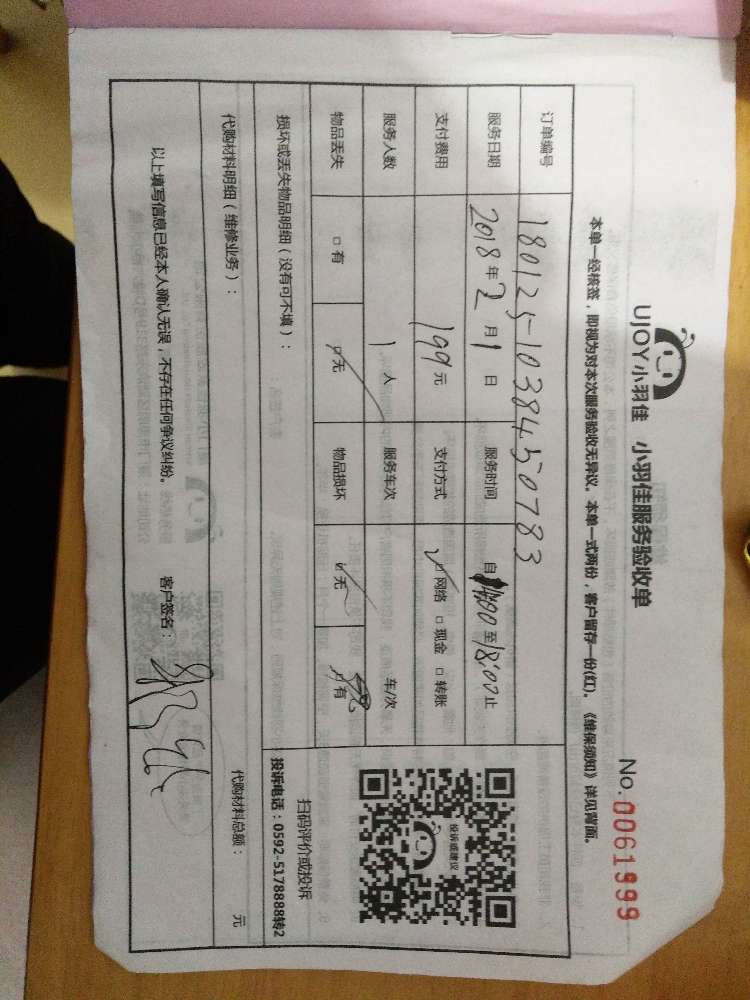 UJOY小羽佳 小羽佳服务验收单
No. 0061999
本单一经核签，即视为对本次服务验收无异议。本单一式两份，客户留存一份(红)。《维保须知》详见背面。
订单编号 180125-10384450783
服务日期 2018年2月1日 服务时间 自 00至18:00止
支付费用 199元 支付方式 ☑网络 □现金 □转账
服务人数 1人 服务车次 车/次
物品丢失 □有 □无 物品损坏 ☑无 □有
投诉或建议
损坏或丢失物品明细（没有可不填）：
扫码评价或投诉
投诉电话：0592-5178888转2
代购材料明细（维修业务）： 代购材料总额： 元
以上填写信息已经本人确认无误，不存在任何争议纠纷。 客户签名：